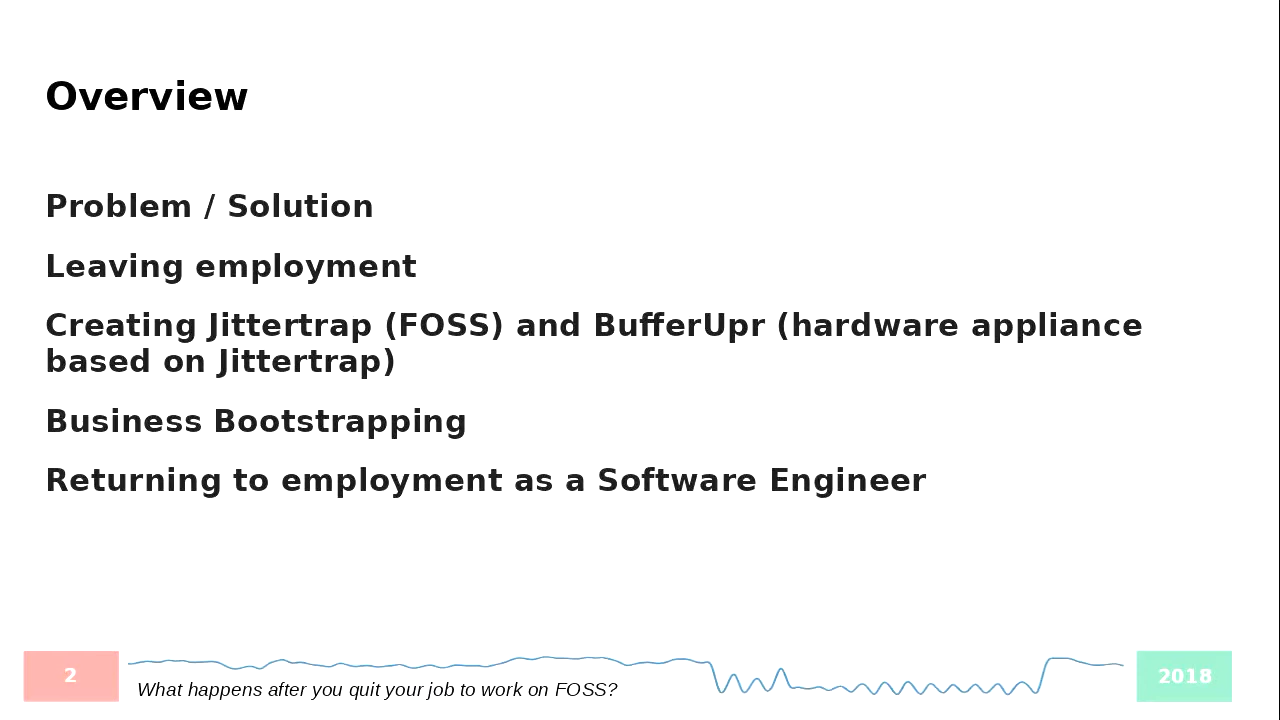 Overview
Problem / Solution
Leaving employment
Creating Jittertrap (FOSS) and BufferUpr (hardware appliance
based on Jittertrap)
Business Bootstrapping
Returning to employment as a Software Engineer
2
What happens after you quit your job to work on FOSS?
2018